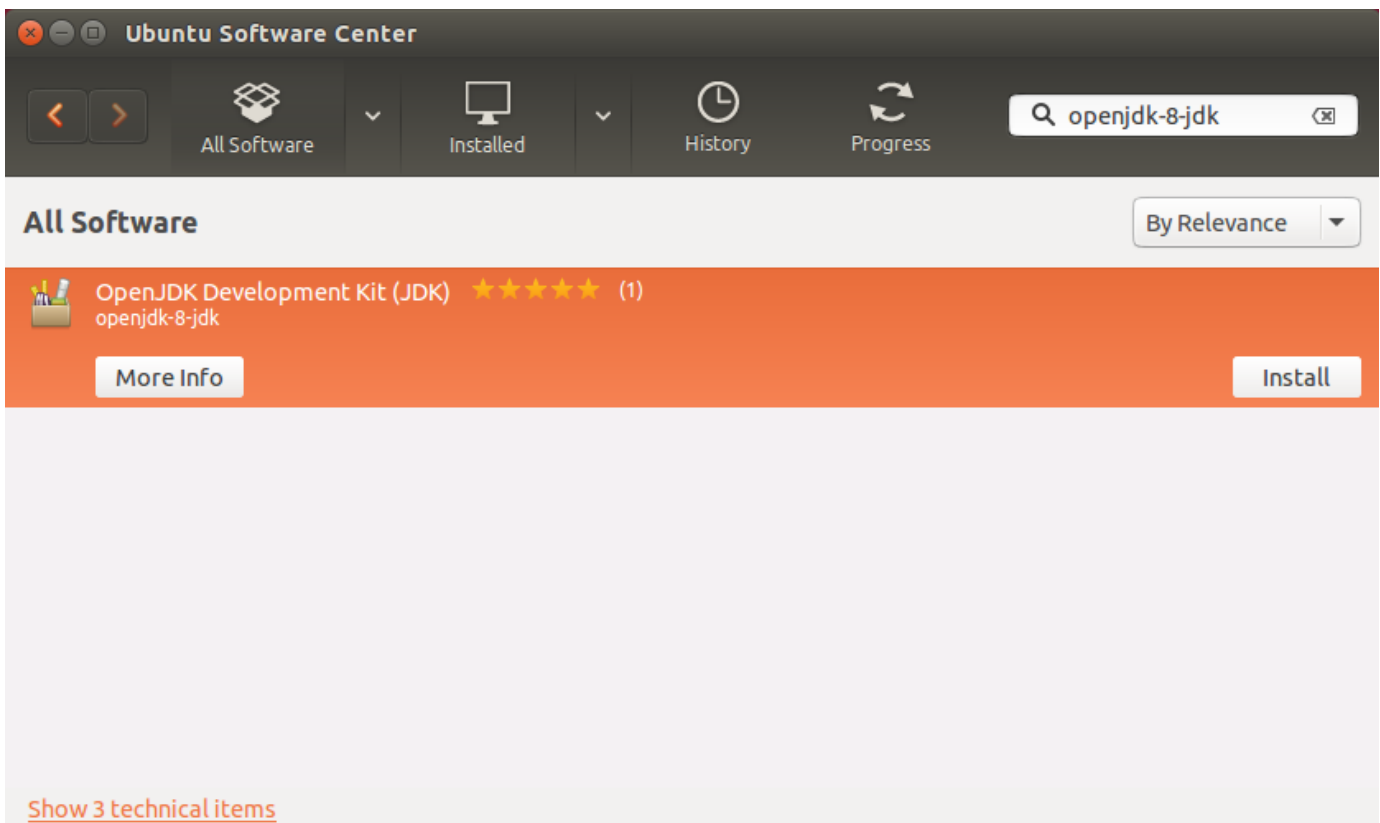 Ubuntu Software Center
All Software
Installed
History
Progress
openjdk-8-jdk
All Software
By Relevance
OpenJDK Development Kit (JDK) (1)
openjdk-8-jdk
More Info
Install
Show 3 technical items